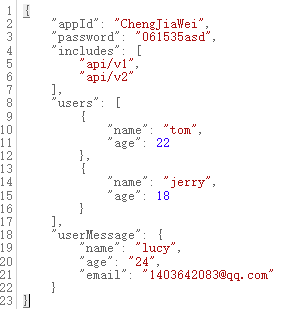 1 {
2     "appId": "ChengJiaWei",
3     "password": "061535asd",
4     "includes": [
5         "api/v1",
6         "api/v2"
7     ],
8     "users": [
9         {
10             "name": "tom",
11             "age": 22
12         },
13         {
14             "name": "jerry",
15             "age": 18
16         }
17     ],
18     "userMessage": {
19         "name": "lucy",
20         "age": "24",
21         "email": "1403642083@qq.com"
22     }
23 }